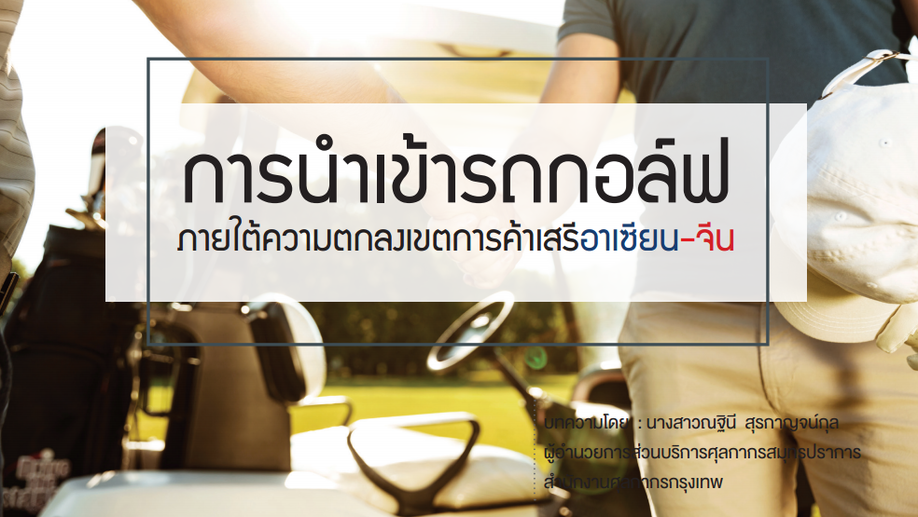 การนำเข้ารถกอล์ฟ
ภายใต้ความตกลงเขตการค้าเสรีอาเซียน-จีน
บทความโดย : นางสาวณฐินี สุรกาญจน์กุล
ผู้อำนวยการส่วนบริการศุลกากรสมุทรปราการ
สำนักงานศุลกากรกรุงเทพ